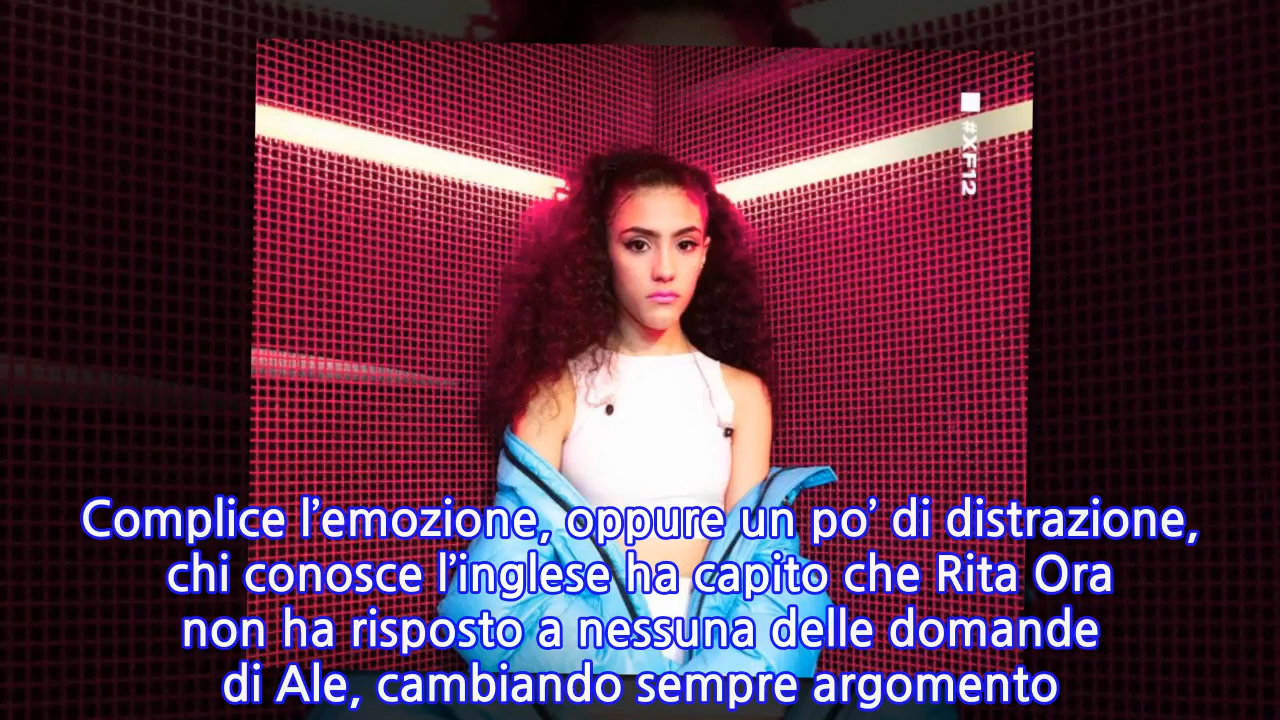 #XF12
Complice l'emozione, oppure un po' di distrazione,
chi conosce l'inglese ha capito che Rita Ora
non ha risposto a nessuna delle domande
di Ale, cambiando sempre argomento